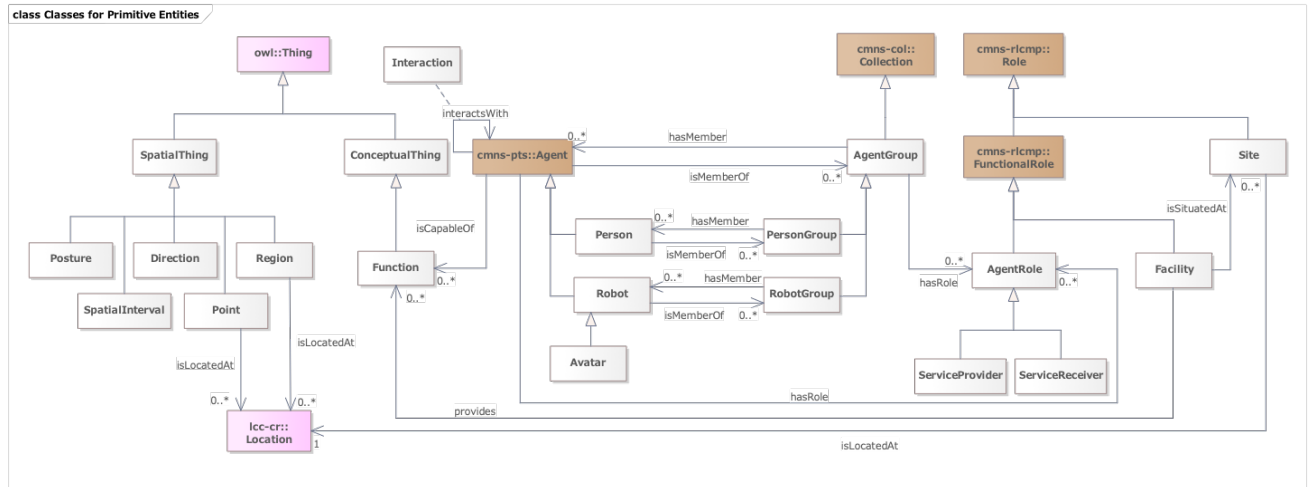 class Classes for Primitive Entities
owl::Thing
Interaction
cmns-col::
Collection
cmns-rlcmp::
Role
interactsWith
SpatialThing
ConceptualThing
cmns-pts::Agent
0..*
hasMember
isMemberOf
0..*
AgentGroup
cmns-rlcmp::
FunctionalRole
Site
0..*
isSituatedAt
isCapableOf
Posture
Direction
Region
Function
0..*
0..*
Person
0..*
hasMember
isMemberOf
0..*
PersonGroup
0..*
hasRole
AgentRole
0..*
Facility
SpatialInterval
Point
Robot
0..*
hasMember
isMemberOf
0..*
RobotGroup
isLocatedAt
isLocatedAt
Avatar
ServiceProvider
ServiceReceiver
0..*
0..*
provides
hasRole
lcc-cr::
Location
1
isLocatedAt